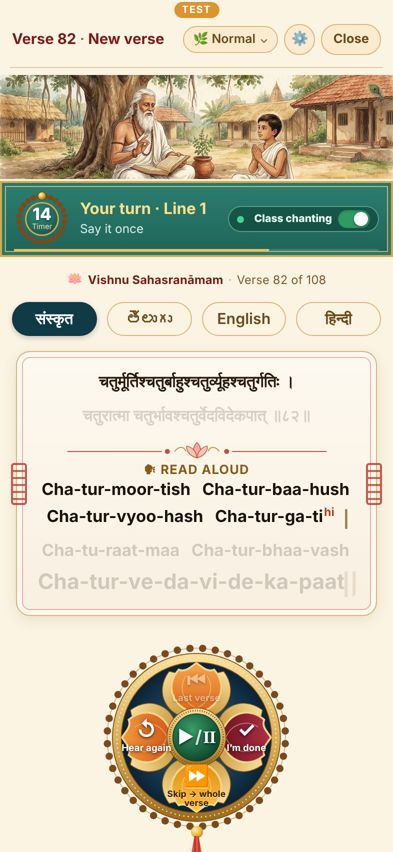 TEST
Verse 82 · New verse
🌿 Normal
⚙️
Close
14
Timer
Your turn · Line 1
Say it once
Class chanting
🪷 Vishnu Sahasranāmam · Verse 82 of 108
संस्कृत
తెలుగు
English
हिन्दी
चतुर्मूर्तिश्चतुर्बाहुश्चतुर्व्यूहश्चतुर्गतिः ।
चतुरात्मा चतुर्भावश्चतुर्वेदविदेकपात् ॥८२॥
🗣 READ ALOUD
Cha-tur-moor-tish Cha-tur-baa-hush
Cha-tur-vyoo-hash Cha-tur-ga-tihi |
Cha-tu-raat-maa Cha-tur-bhaa-vash
Cha-tur-ve-da-vi-de-ka-paat||
Last verse
Hear again
▶/II
I'm done
Skip → whole
verse